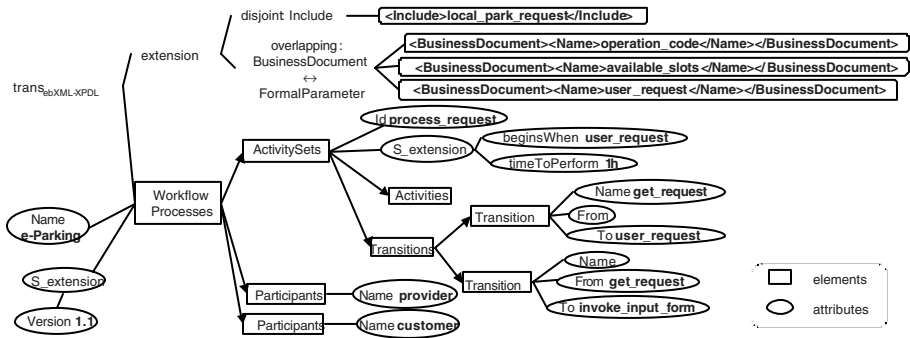 disjoint Include
<Include>local_park_request</Include>
extension
overlapping:
BusinessDocument
↔
FormalParameter
<BusinessDocument><Name>operation_code</Name></BusinessDocument>
<BusinessDocument><Name>available_slots</Name></BusinessDocument>
<BusinessDocument><Name>user_request</Name></BusinessDocument>
trans ebXML-XPDL
Id process_request
ActivitySets
S_extension
beginsWhen user_request
timeToPerform 1h
Activities
Workflow
Processes
Name
e-Parking
S_extension
Version 1.1
Transitions
Transition
Name get_request
From
To user_request
Transition
Name
From get_request
To invoke_input_form
Participants
Name provider
Participants
Name customer
elements
attributes